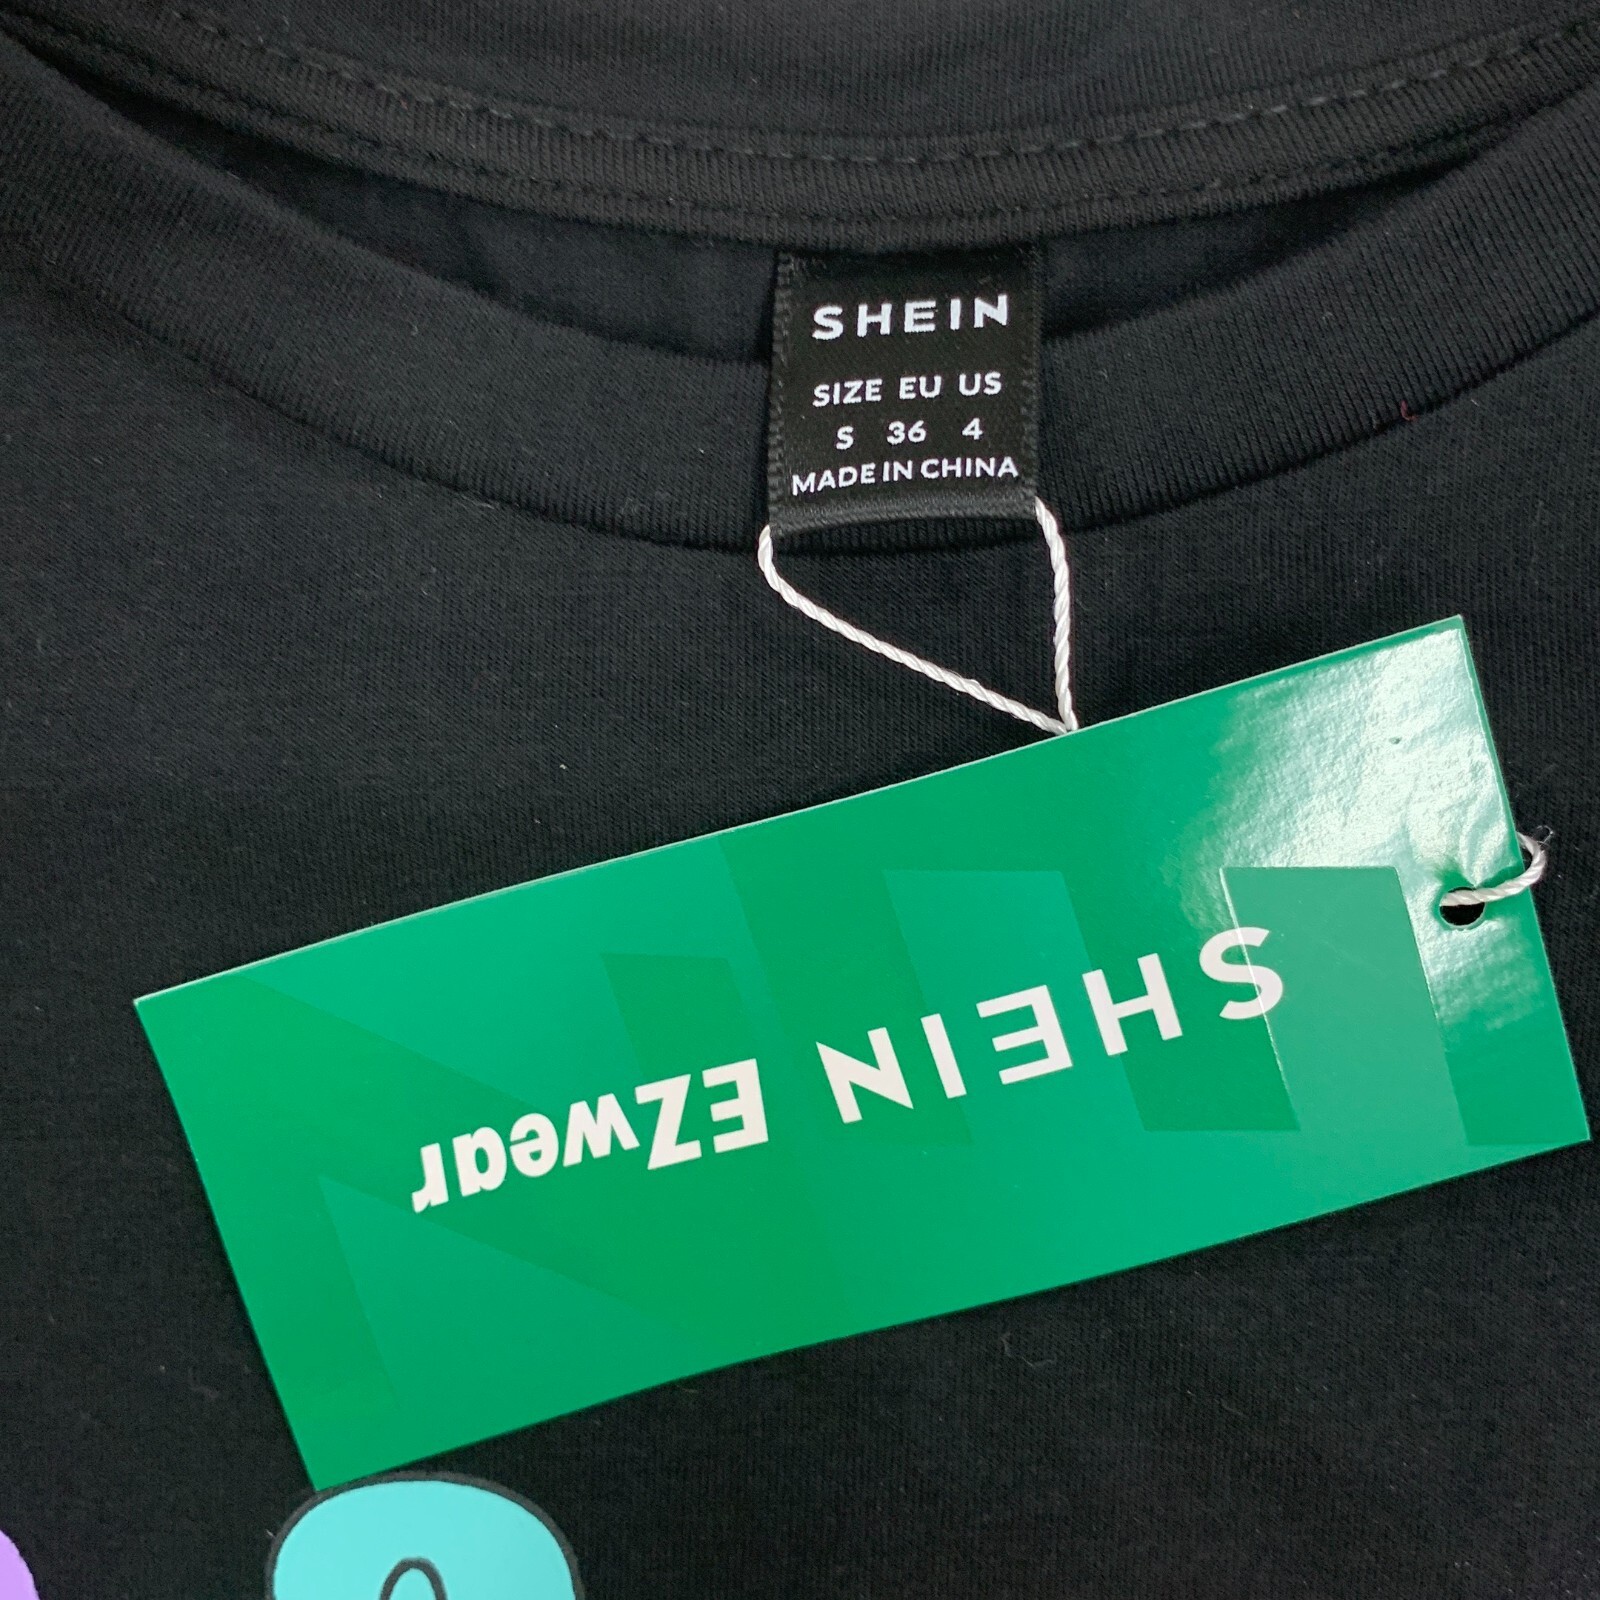 SHEIN
SIZE EU US
S 36 4
MADE IN CHINA
SHEIN EZwear